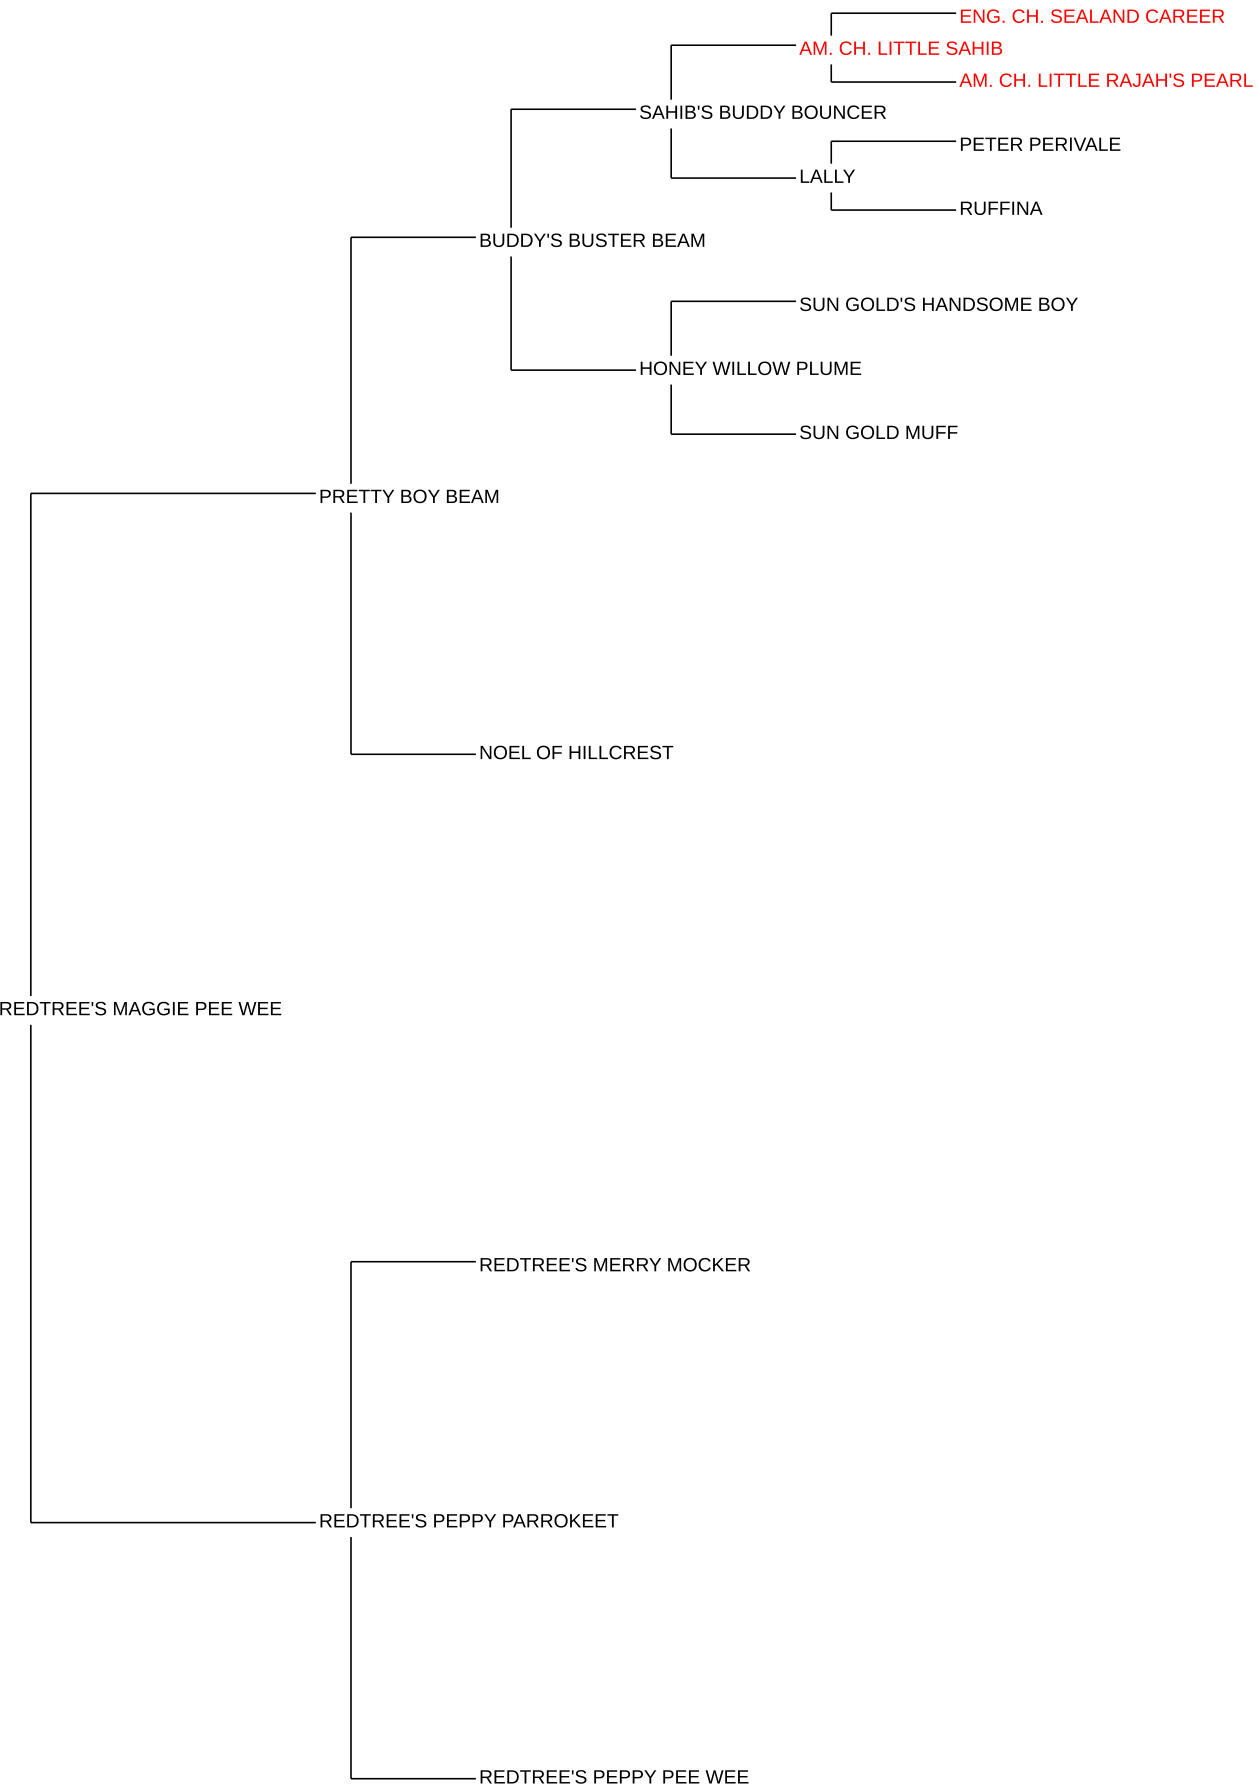 ENG. CH. SEALAND CAREER
AM. CH. LITTLE SAHIB
AM. CH. LITTLE RAJAH'S PEARL
SAHIB'S BUDDY BOUNCER
PETER PERIVALE
LALLY
RUFFINA
BUDDY'S BUSTER BEAM
SUN GOLD'S HANDSOME BOY
HONEY WILLOW PLUME
SUN GOLD MUFF
PRETTY BOY BEAM
NOEL OF HILLCREST
REDTREE'S MAGGIE PEE WEE
REDTREE'S MERRY MOCKER
REDTREE'S PEPPY PARROKEET
REDTREE'S PEPPY PEE WEE